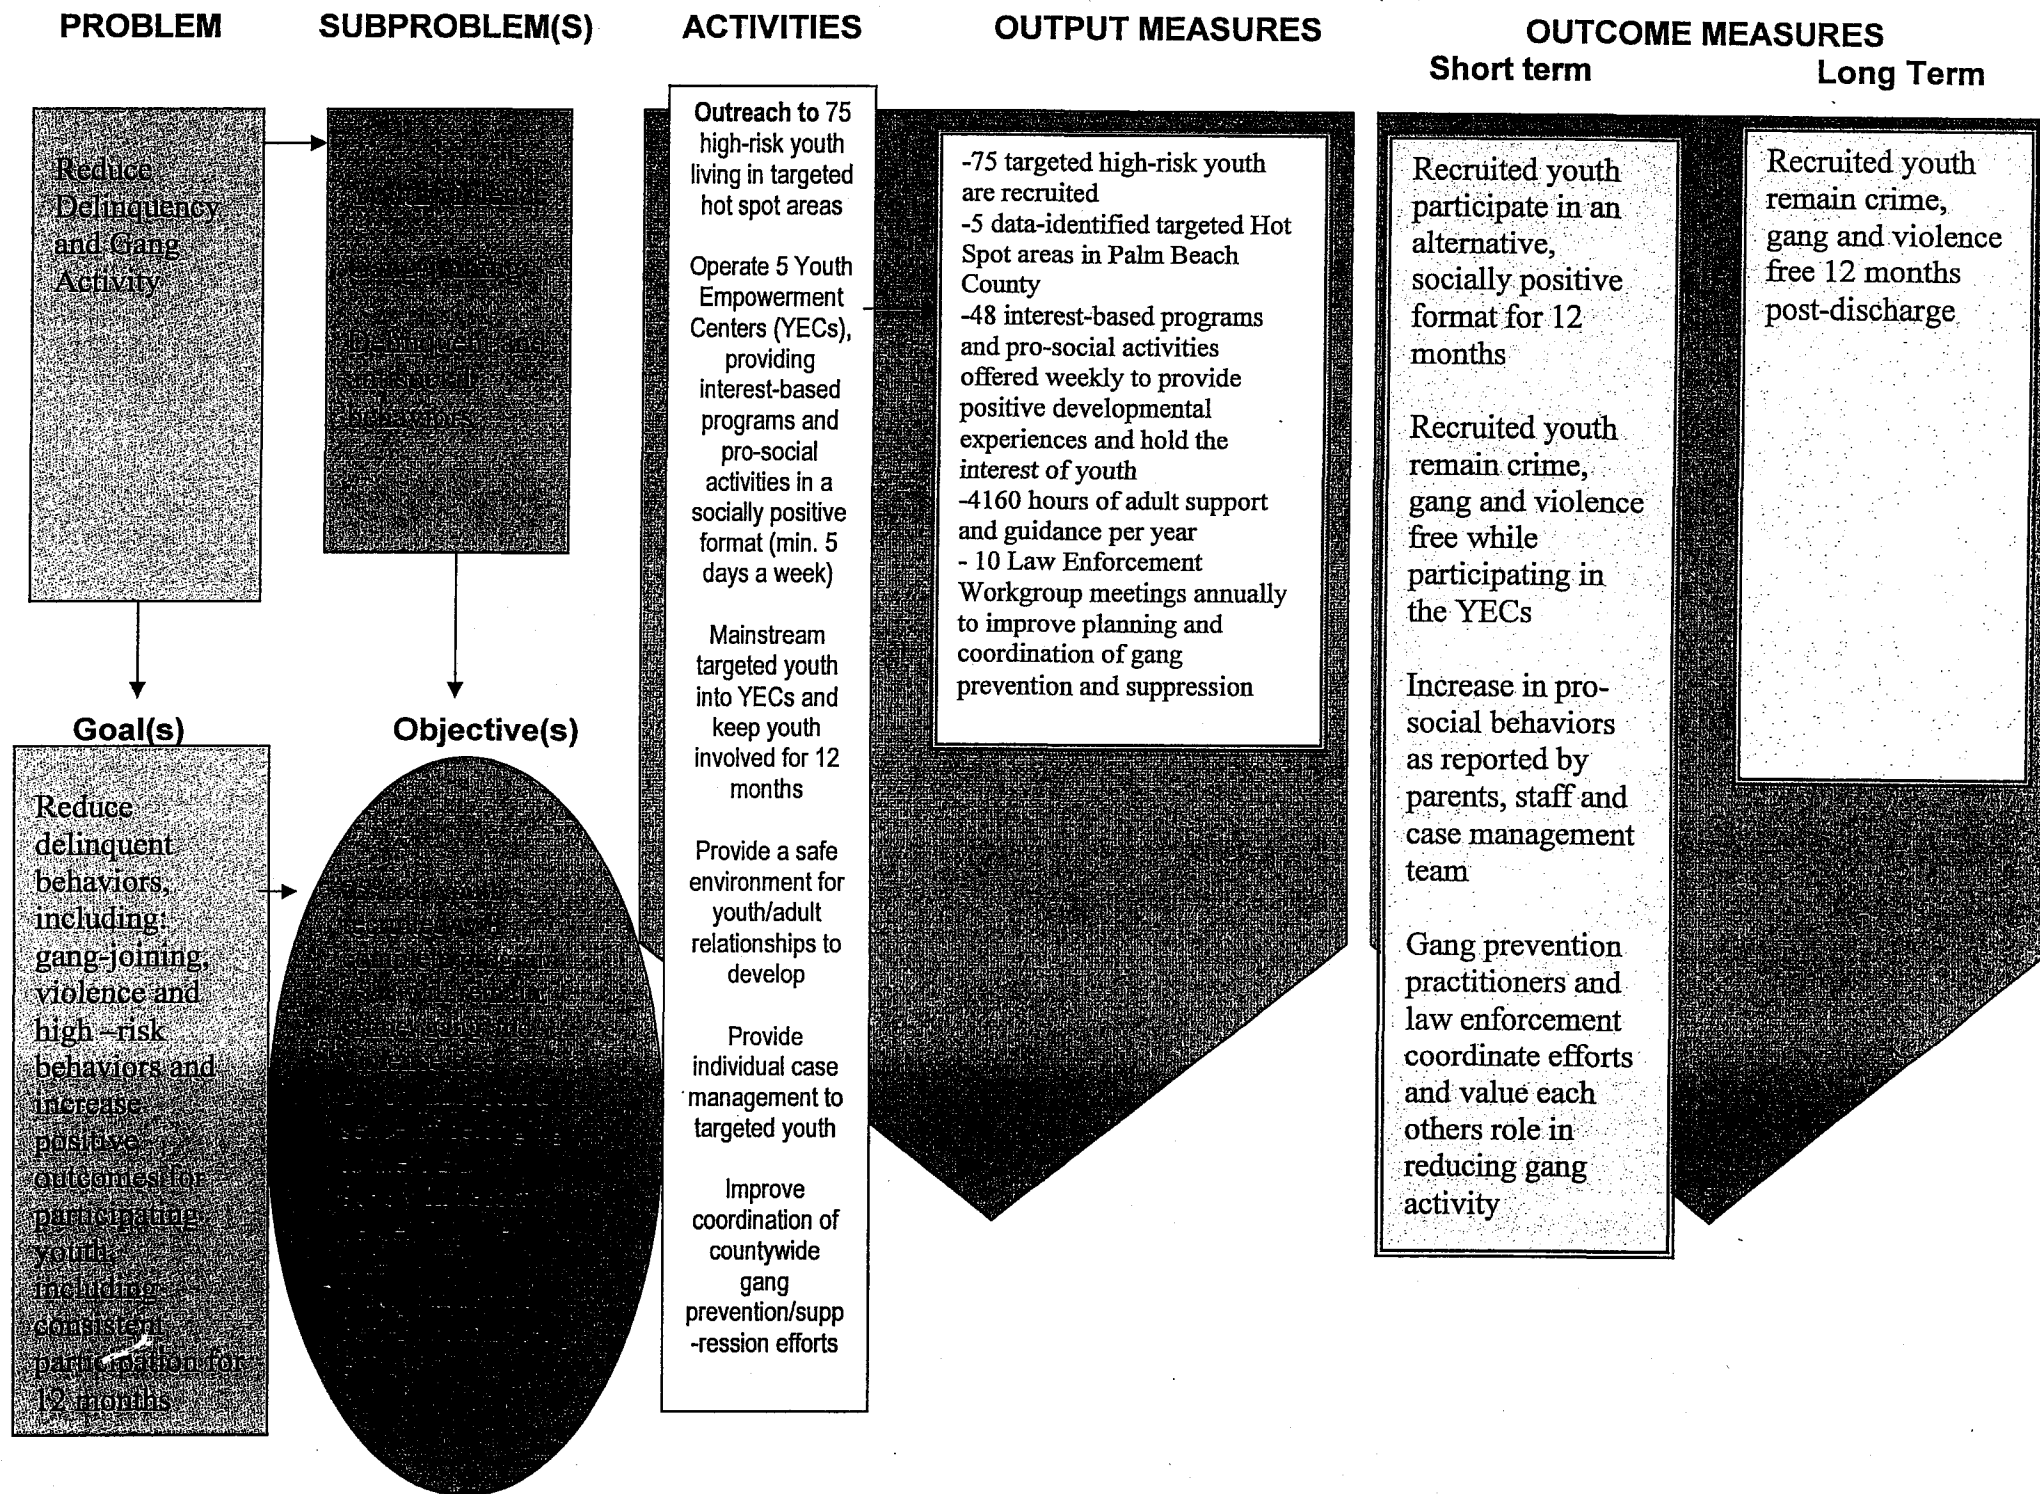 PROBLEM
SUBPROBLEM(S)
ACTIVITIES
OUTPUT MEASURES
OUTCOME MEASURES
Short term
Long Term
Reduce
Delinquency
and Gang
Activity
Delinquent and
behaviors
Goal(s)
Reduce
delinquent
behaviors,
including:
gang-joining,
violence and
high –risk
behaviors and
increase
positive
outcomes for
participating
youth,
including
consistent
participation for
12 months
Objective(s)
Outreach to 75
high-risk youth
living in targeted
hot spot areas
Operate 5 Youth
Empowerment
Centers (YECs),
providing
interest-based
programs and
pro-social
activities in a
socially positive
format (min. 5
days a week)
Mainstream
targeted youth
into YECs and
keep youth
involved for 12
months
Provide a safe
environment for
youth/adult
relationships to
develop
Provide
individual case
management to
targeted youth
Improve
coordination of
countywide
gang
prevention/supp
-ression efforts
-75 targeted high-risk youth
are recruited
-5 data-identified targeted Hot
Spot areas in Palm Beach
County
-48 interest-based programs
and pro-social activities
offered weekly to provide
positive developmental
experiences and hold the
interest of youth
-4160 hours of adult support
and guidance per year
- 10 Law Enforcement
Workgroup meetings annually
to improve planning and
coordination of gang
prevention and suppression
Recruited youth
participate in an
alternative,
socially positive
format for 12
months
Recruited youth
remain crime,
gang and violence
free while
participating in
the YECs
Increase in pro-
social behaviors
as reported by
parents, staff and
case management
team
Gang prevention
practitioners and
law enforcement
coordinate efforts
and value each
others role in
reducing gang
activity
Recruited youth
remain crime,
gang and violence
free 12 months
post-discharge